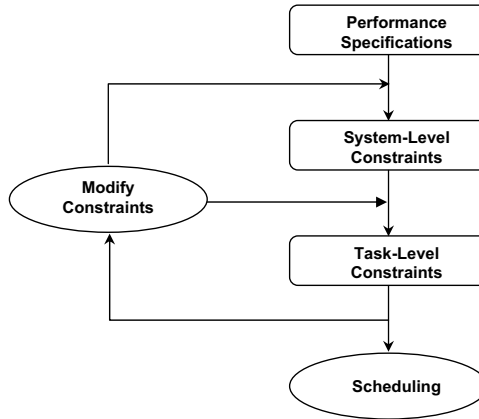 Performance
Specifications
System-Level
Constraints
Modify
Constraints
Task-Level
Constraints
Scheduling